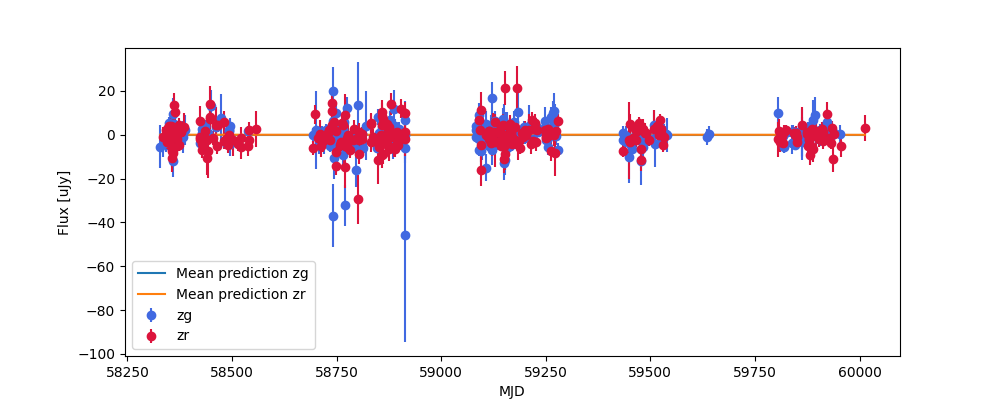 20
0
−20
−40
−60
−80
−100
Flux [uJy]
Mean prediction zg
Mean prediction zr
zg
zr
58250 58500 58750 59000 59250 59500 59750 60000
MJD